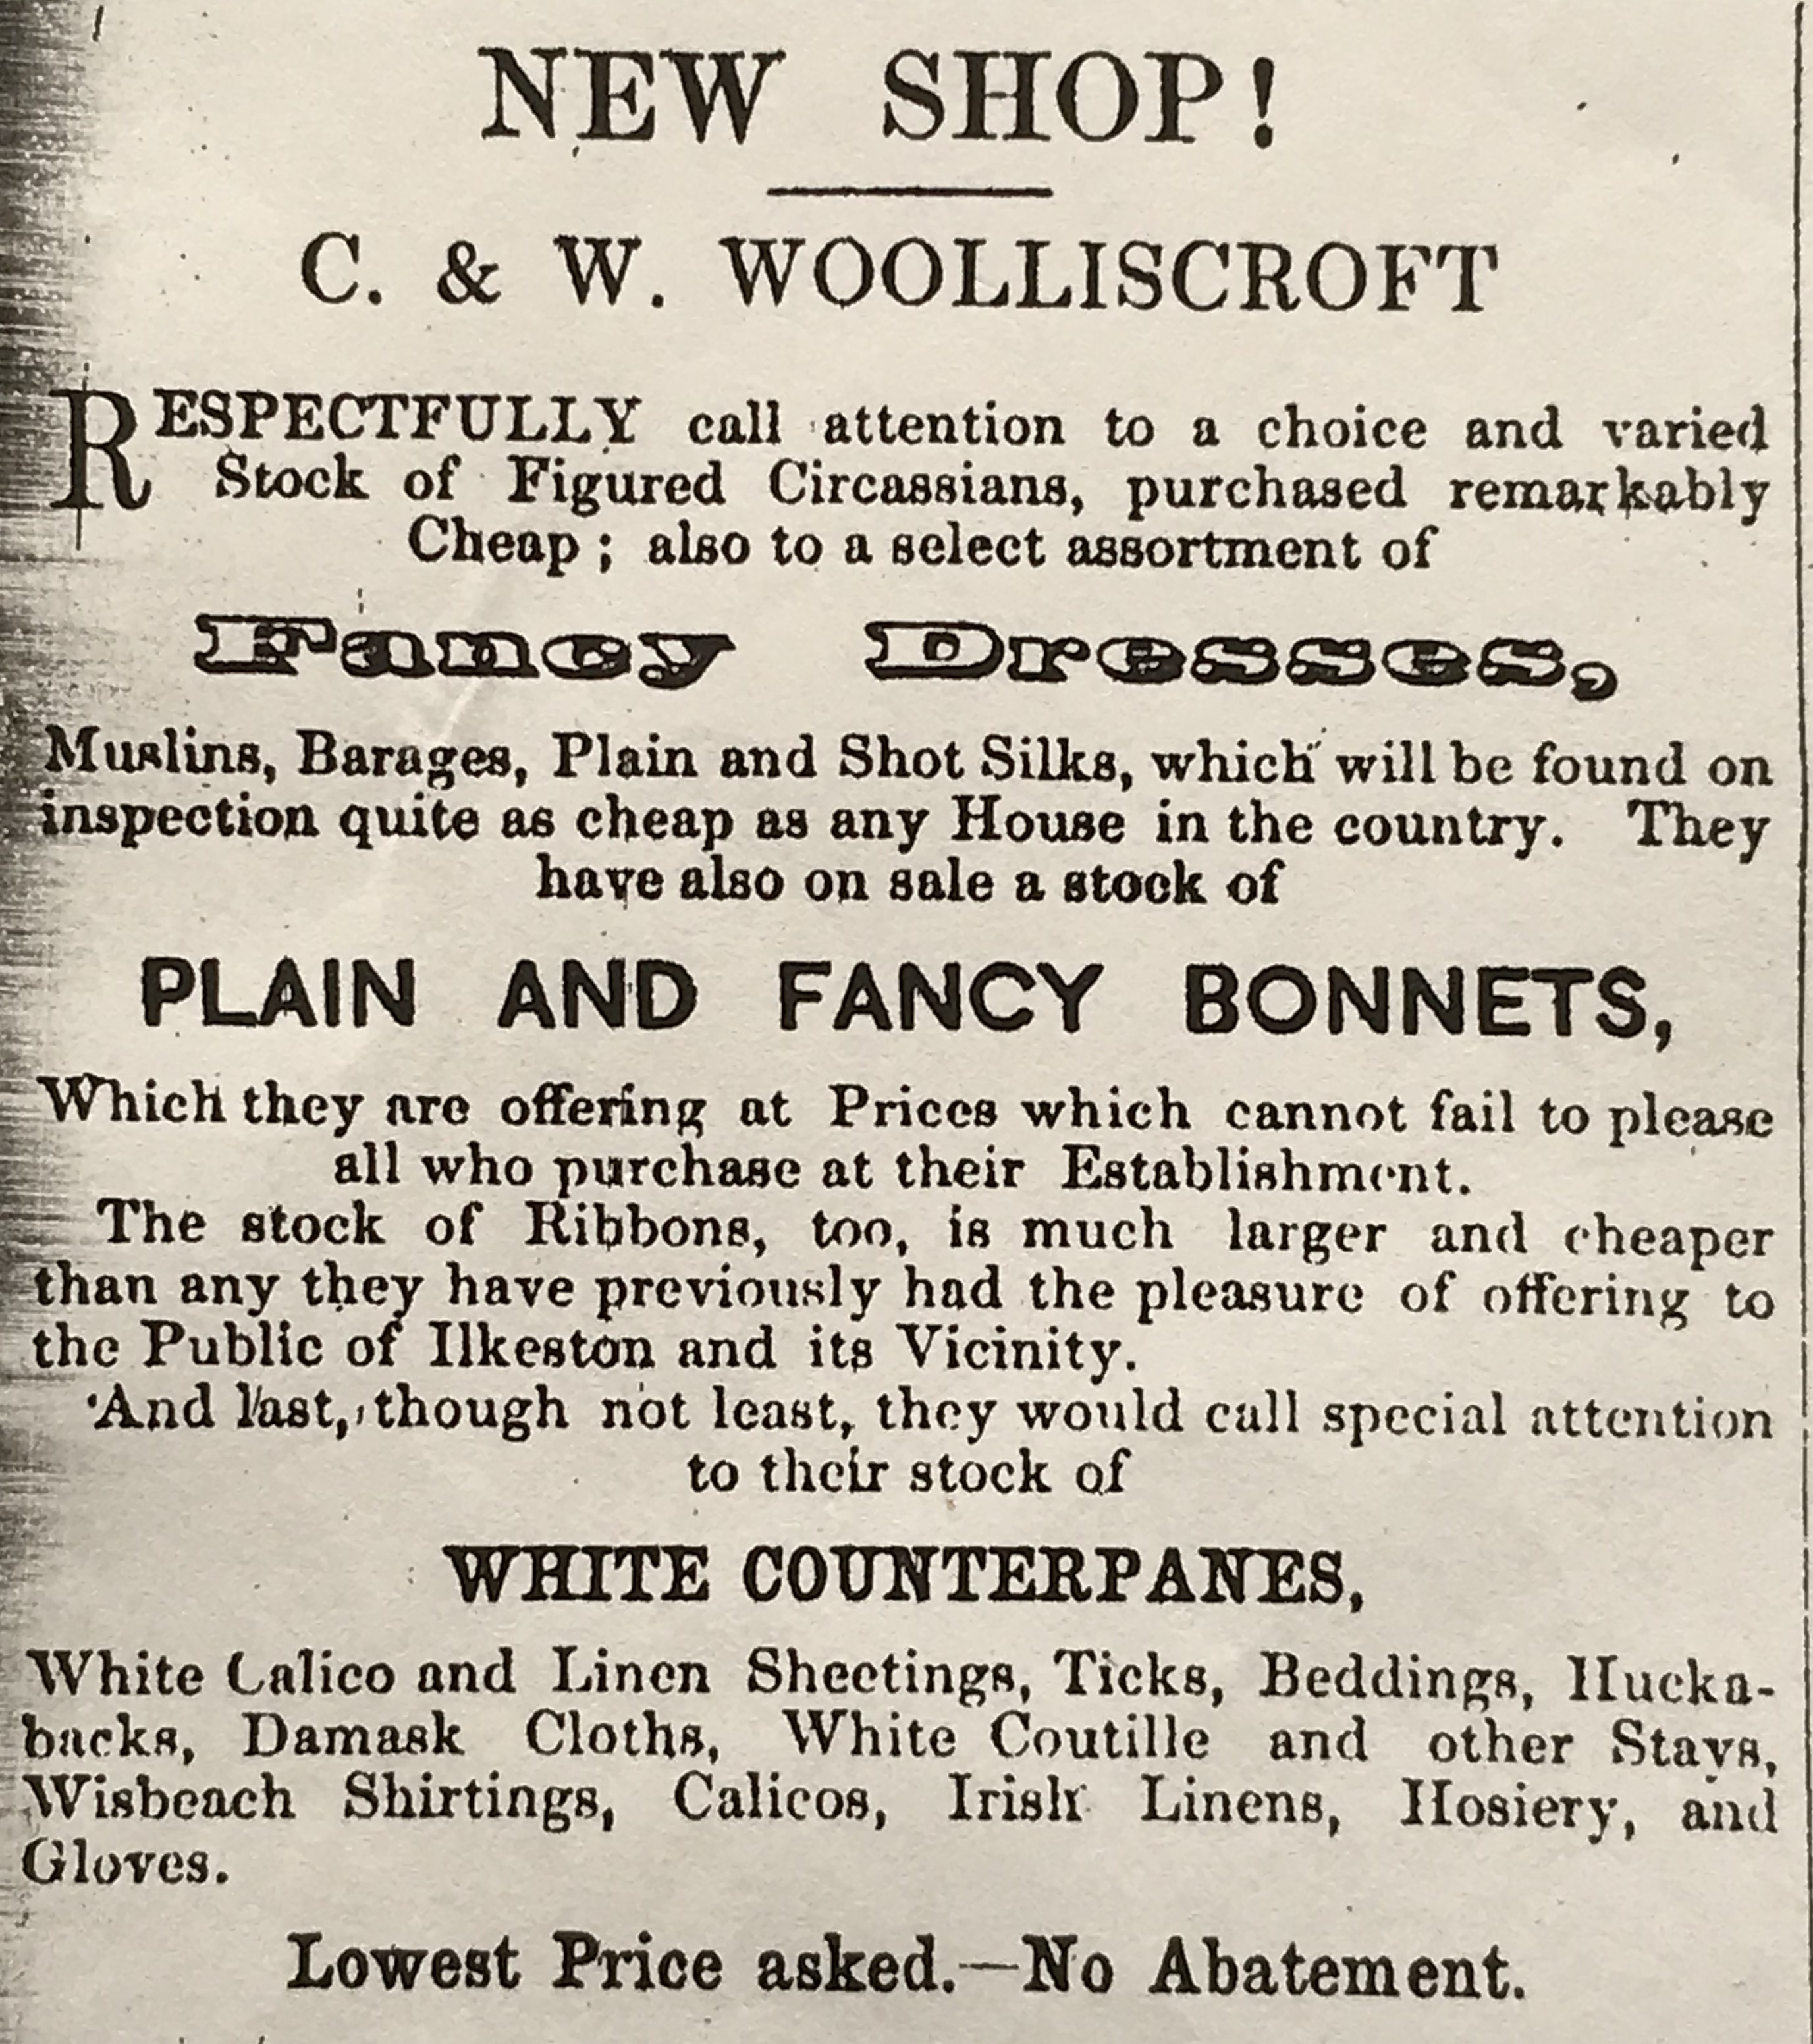 NEW SHOP!
C. & W. WOOLLISCROFT
RESPECTFULLY call attention to a choice and varied
Stock of Figured Circassians, purchased remarkably
Cheap; also to a select assortment of
Fancy Dresses,
Muslins, Barages, Plain and Shot Silks, which will be found on
inspection quite as cheap as any House in the country. They
have also on sale a stock of
PLAIN AND FANCY BONNETS,
Which they are offering at Prices which cannot fail to please
all who purchase at their Establishment.
The stock of Ribbons, too, is much larger and cheaper
than any they have previously had the pleasure of offering to
the Public of Ilkeston and its Vicinity.
And last, though not least, they would call special attention
to their stock of
WHITE COUNTERPANES,
White Calico and Linen Sheetings, Ticks, Beddings, Hucka-
backs, Damask Cloths, White Coutille and other Stays,
Wisbeach Shirtings, Calicos, Irish Linens, Hosiery, and
Gloves.
Lowest Price asked.—No Abatement.